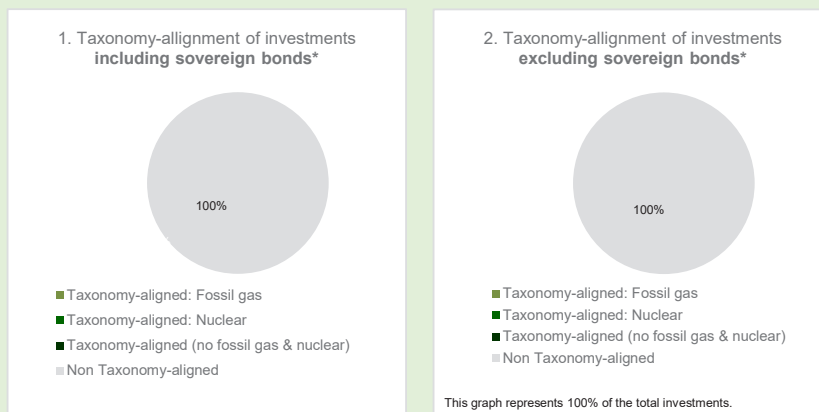 1. Taxonomy-allignment of investments
including sovereign bonds*
100%
Taxonomy-aligned: Fossil gas
Taxonomy-aligned: Nuclear
Taxonomy-aligned (no fossil gas & nuclear)
Non Taxonomy-aligned
2. Taxonomy-allignment of investments
excluding sovereign bonds*
100%
Taxonomy-aligned: Fossil gas
Taxonomy-aligned: Nuclear
Taxonomy-aligned (no fossil gas & nuclear)
Non Taxonomy-aligned
This graph represents 100% of the total investments.